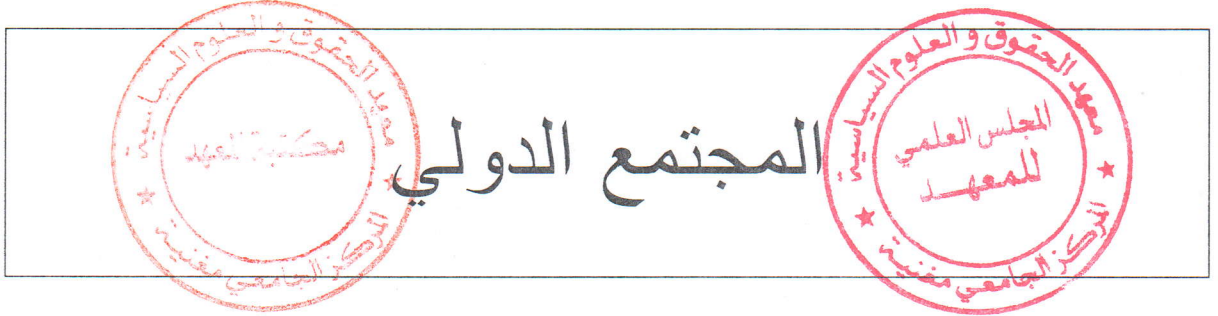 المجتمع الدولي
معهد الحقوق و العلوم السياسية
المجلس العلمي
للمعهـــد
المركز الجامعي مغنية
معهد الحقوق و العلوم السياسية
مكتبة المعهد
المركز الجامعي مغنية